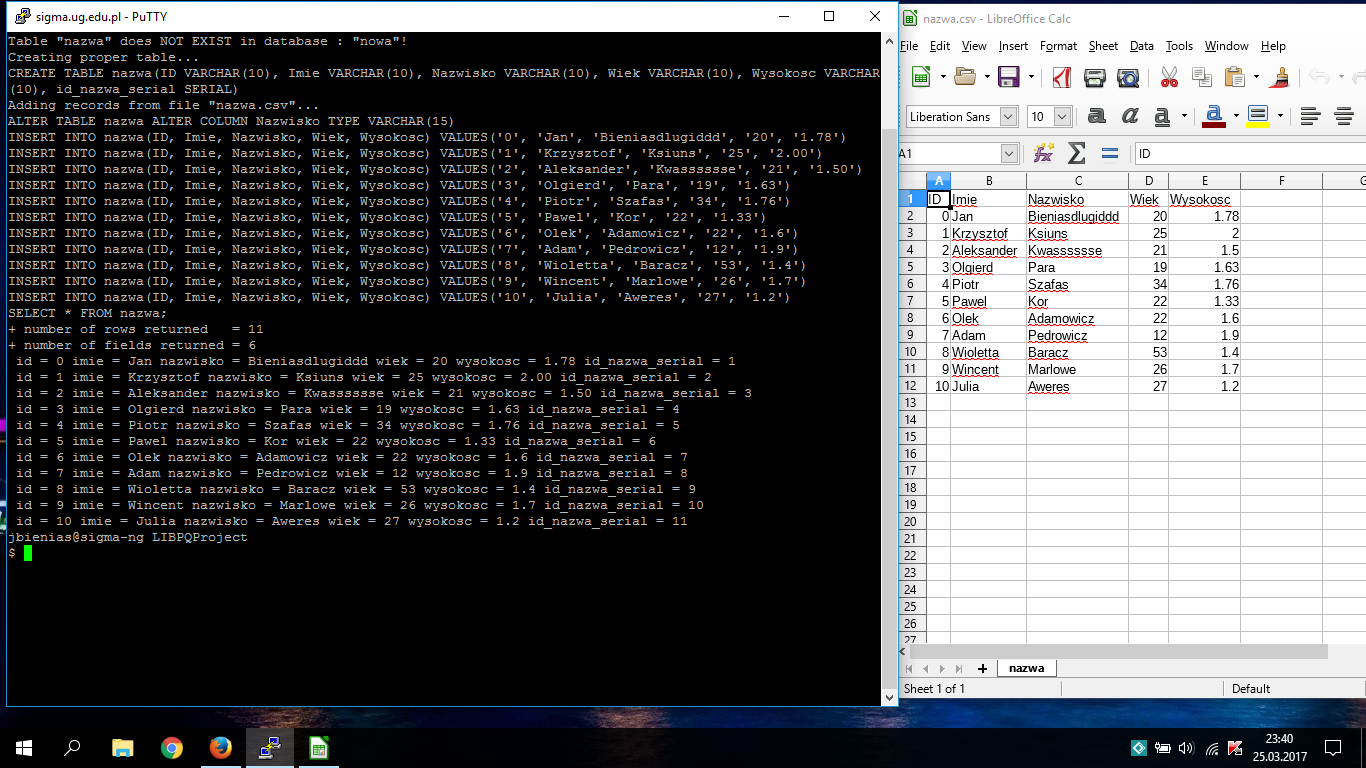 sigma.ug.edu.pl - PuTTY
Table "nazwa" does NOT EXIST in database : "nowa"!
Creating proper table...
CREATE TABLE nazwa(ID VARCHAR(10), Imie VARCHAR(10), Nazwisko VARCHAR(10), Wiek VARCHAR(10), Wysokosc VARCHAR
(10), id_nazwa_serial SERIAL)
Adding records from file "nazwa.csv"...
ALTER TABLE nazwa ALTER COLUMN Nazwisko TYPE VARCHAR(15)
INSERT INTO nazwa(ID, Imie, Nazwisko, Wiek, Wysokosc) VALUES('0', 'Jan', 'Bieniasdlugiddd', '20', '1.78')
INSERT INTO nazwa(ID, Imie, Nazwisko, Wiek, Wysokosc) VALUES('1', 'Krzysztof', 'Ksiuns', '25', '2.00')
INSERT INTO nazwa(ID, Imie, Nazwisko, Wiek, Wysokosc) VALUES('2', 'Aleksander', 'Kwasssssse', '21', '1.50')
INSERT INTO nazwa(ID, Imie, Nazwisko, Wiek, Wysokosc) VALUES('3', 'Olgierd', 'Para', '19', '1.63')
INSERT INTO nazwa(ID, Imie, Nazwisko, Wiek, Wysokosc) VALUES('4', 'Piotr', 'Szafas', '34', '1.76')
INSERT INTO nazwa(ID, Imie, Nazwisko, Wiek, Wysokosc) VALUES('5', 'Pawel', 'Kor', '22', '1.33')
INSERT INTO nazwa(ID, Imie, Nazwisko, Wiek, Wysokosc) VALUES('6', 'Olek', 'Adamowicz', '22', '1.6')
INSERT INTO nazwa(ID, Imie, Nazwisko, Wiek, Wysokosc) VALUES('7', 'Adam', 'Pedrowicz', '12', '1.9')
INSERT INTO nazwa(ID, Imie, Nazwisko, Wiek, Wysokosc) VALUES('8', 'Wioletta', 'Baracz', '53', '1.4')
INSERT INTO nazwa(ID, Imie, Nazwisko, Wiek, Wysokosc) VALUES('9', 'Wincent', 'Marlowe', '26', '1.7')
INSERT INTO nazwa(ID, Imie, Nazwisko, Wiek, Wysokosc) VALUES('10', 'Julia', 'Aweres', '27', '1.2')
SELECT * FROM nazwa;
+ number of rows returned   = 11
+ number of fields returned = 6
id = 0 imie = Jan nazwisko = Bieniasdlugiddd wiek = 20 wysokosc = 1.78 id_nazwa_serial = 1
id = 1 imie = Krzysztof nazwisko = Ksiuns wiek = 25 wysokosc = 2.00 id_nazwa_serial = 2
id = 2 imie = Aleksander nazwisko = Kwasssssse wiek = 21 wysokosc = 1.50 id_nazwa_serial = 3
id = 3 imie = Olgierd nazwisko = Para wiek = 19 wysokosc = 1.63 id_nazwa_serial = 4
id = 4 imie = Piotr nazwisko = Szafas wiek = 34 wysokosc = 1.76 id_nazwa_serial = 5
id = 5 imie = Pawel nazwisko = Kor wiek = 22 wysokosc = 1.33 id_nazwa_serial = 6
id = 6 imie = Olek nazwisko = Adamowicz wiek = 22 wysokosc = 1.6 id_nazwa_serial = 7
id = 7 imie = Adam nazwisko = Pedrowicz wiek = 12 wysokosc = 1.9 id_nazwa_serial = 8
id = 8 imie = Wioletta nazwisko = Baracz wiek = 53 wysokosc = 1.4 id_nazwa_serial = 9
id = 9 imie = Wincent nazwisko = Marlowe wiek = 26 wysokosc = 1.7 id_nazwa_serial = 10
id = 10 imie = Julia nazwisko = Aweres wiek = 27 wysokosc = 1.2 id_nazwa_serial = 11
jbienias@sigma-ng LIBPQProject
$
nazwa.csv - LibreOffice Calc
File Edit View Insert Format Sheet Data Tools Window Help
Liberation Sans 10 a a a a
A1 ID
A B C D E F G
1 ID Imie Nazwisko Wiek Wysokosc
2 0 Jan Bieniasdlugiddd 20 1.78
3 1 Krzysztof Ksiuns 25 2
4 2 Aleksander Kwasssssse 21 1.5
5 3 Olgierd Para 19 1.63
6 4 Piotr Szafas 34 1.76
7 5 Pawel Kor 22 1.33
8 6 Olek Adamowicz 22 1.6
9 7 Adam Pedrowicz 12 1.9
10 8 Wioletta Baracz 53 1.4
11 9 Wincent Marlowe 26 1.7
12 10 Julia Aweres 27 1.2
13
14
15
16
17
18
19
20
21
22
23
24
25
26
27
nazwa
Sheet 1 of 1 Default
23:40
25.03.2017